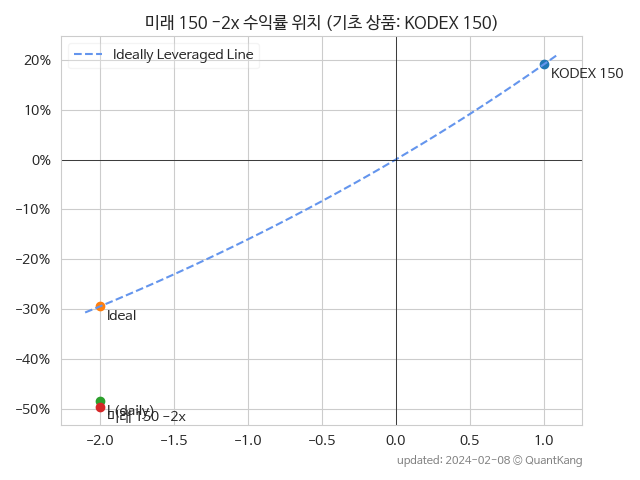 미래 150 -2x 수익률 위치 (기초 상품: KODEX 150)
Ideally Leveraged Line
20%
10%
0%
-10%
-20%
-30%
-40%
-50%
KODEX 150
Ideal
(daily)
미래 150 -2x
-2.0 -1.5 -1.0 -0.5 0.0 0.5 1.0
updated: 2024-02-08 © QuantKang